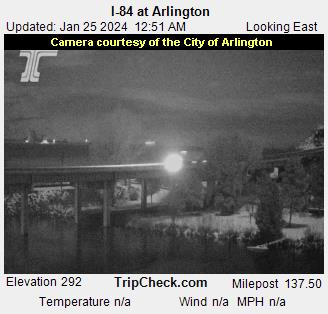 I-84 at Arlington
Updated: Jan 25 2024 12:51 AM Looking East
Camera courtesy of the City of Arlington
Elevation 292 TripCheck.com Milepost 137.50
Temperature n/a Wind n/a MPH n/a